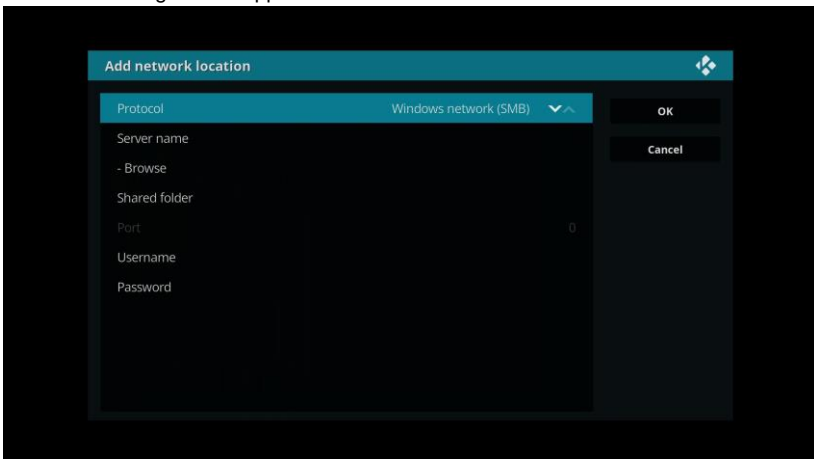 Add network location
Protocol Windows network (SMB)
OK
Server name
Cancel
- Browse
Shared folder
Port 0
Username
Password